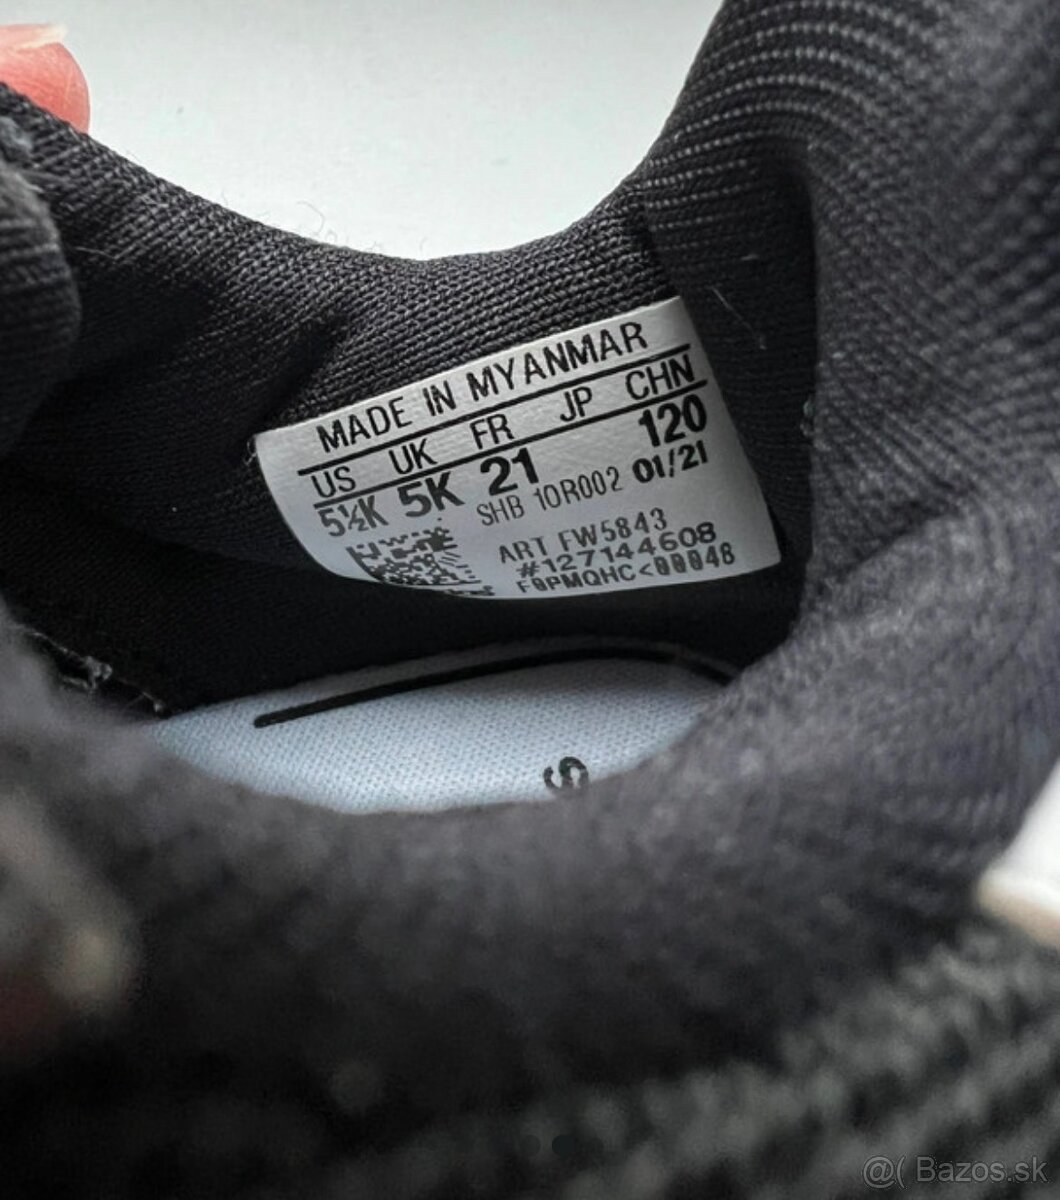 MADE IN MYANMAR
US UK FR JP CHN
5½K 5K 21 120
SHB 10R002 01/21
ART FW5843
#127144608
F0PMQHC<00048
S
@( Bazos.sk